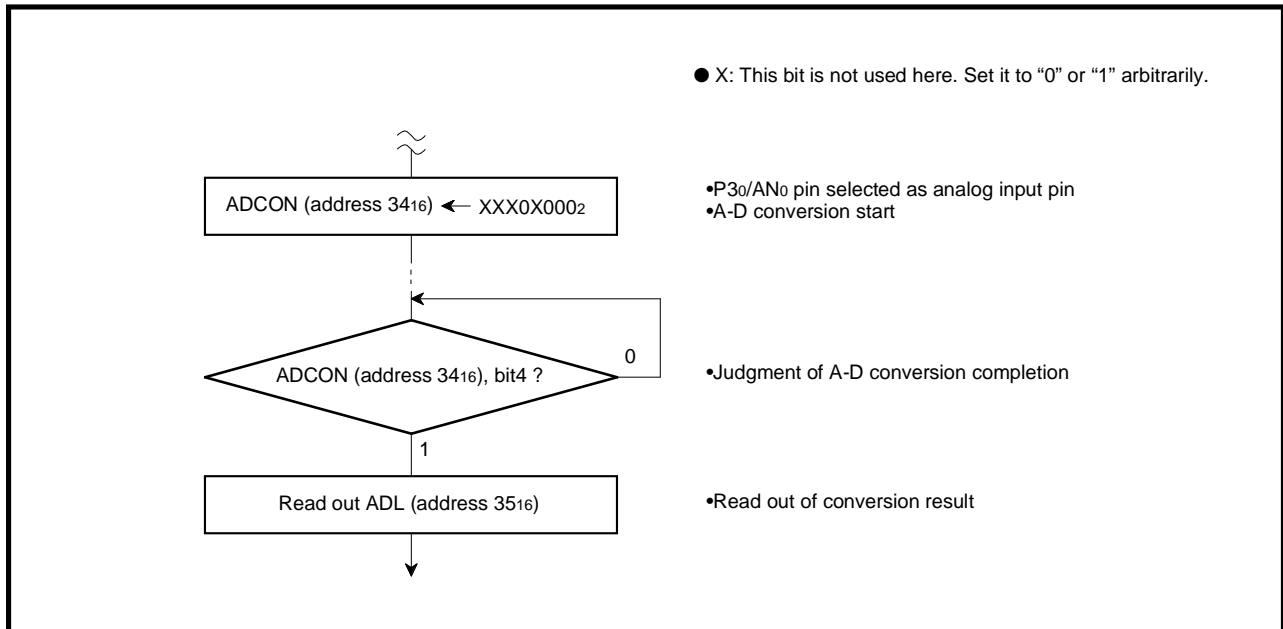 ● X: This bit is not used here. Set it to “0” or “1” arbitrarily.
ADCON (address 3416) ← XXX0X0002
•P30/AN0 pin selected as analog input pin
•A-D conversion start
0
ADCON (address 3416), bit4 ?
•Judgment of A-D conversion completion
1
Read out ADL (address 3516)
•Read out of conversion result